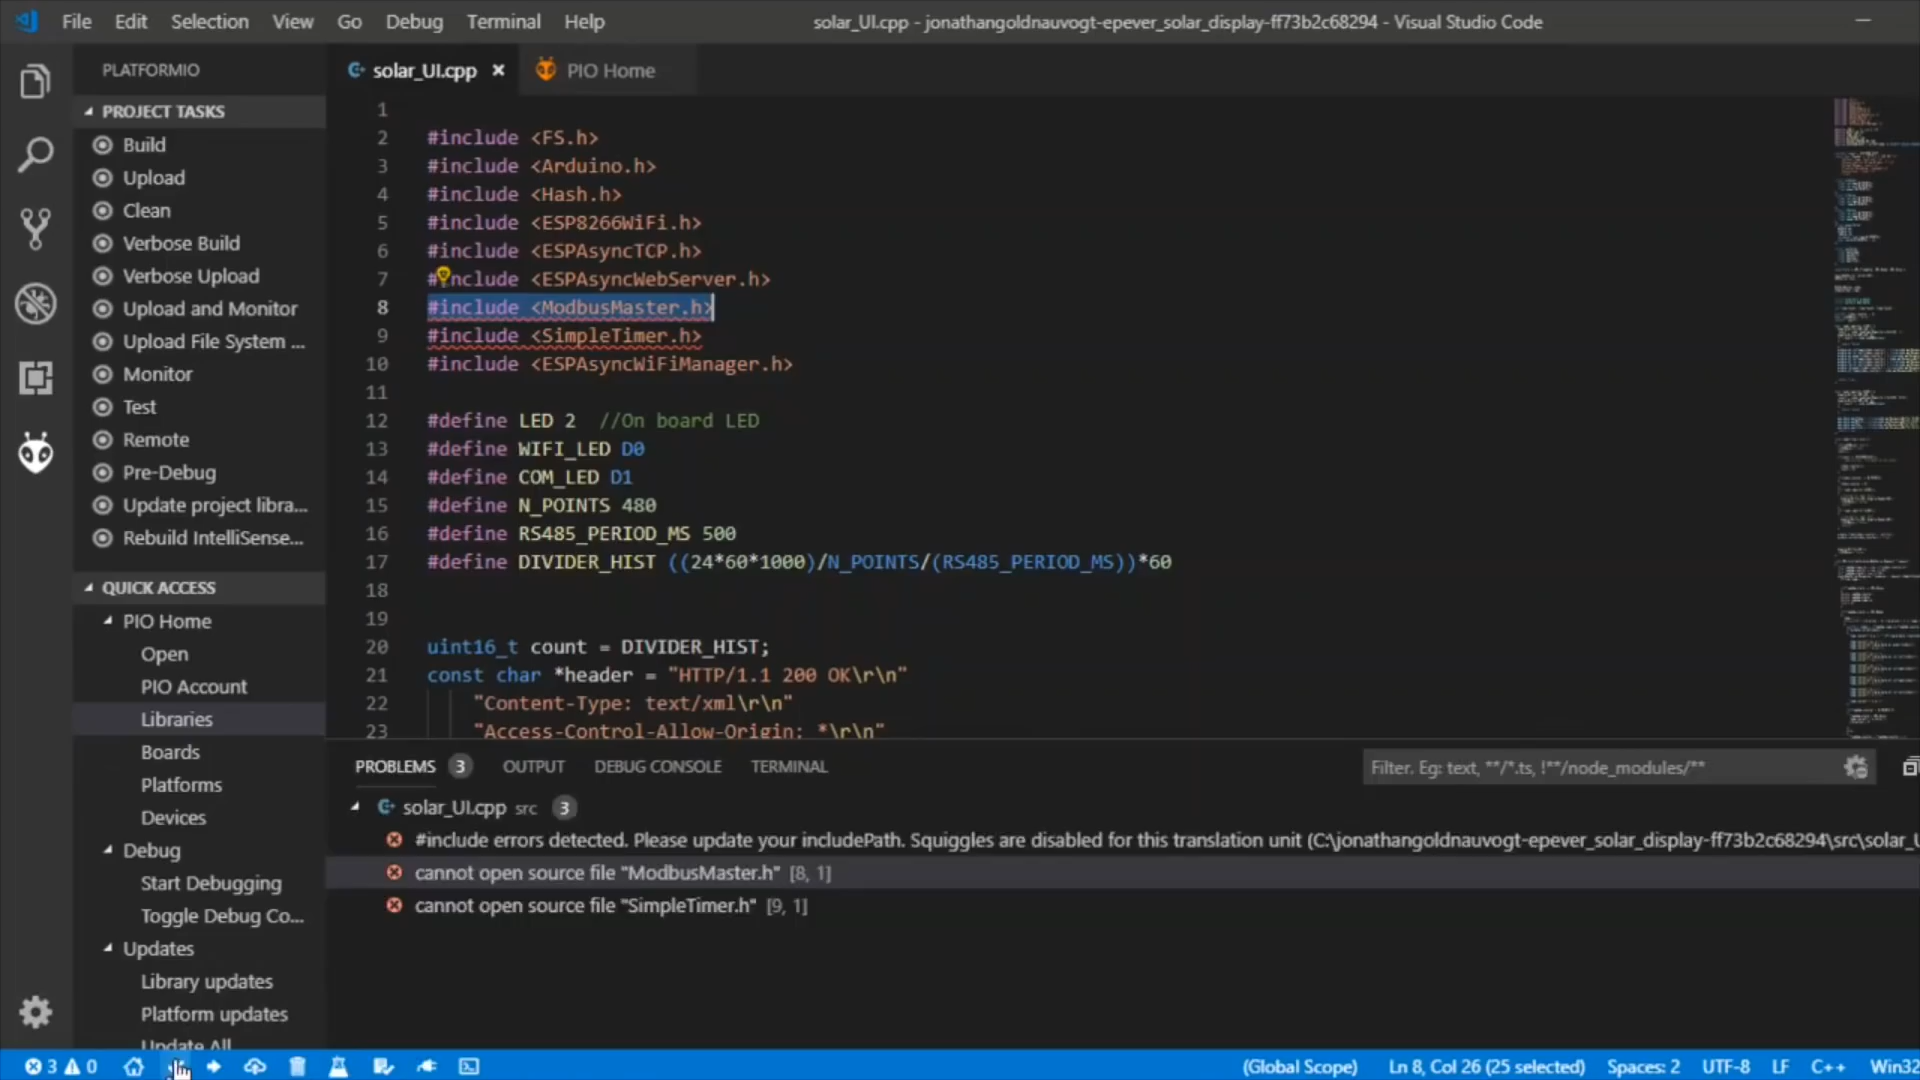 File Edit Selection View Go Debug Terminal Help
solar_UI.cpp - jonathangoldnauvogt-epever_solar_display-ff73b2c68294 - Visual Studio Code
PLATFORMIO
solar_UI.cpp
PIO Home
PROJECT TASKS
Build
Upload
Clean
Verbose Build
Verbose Upload
Upload and Monitor
Upload File System ...
Monitor
Test
Remote
Pre-Debug
Update project libra...
Rebuild IntelliSense...
QUICK ACCESS
PIO Home
Open
PIO Account
Libraries
Boards
Platforms
Devices
Debug
Start Debugging
Toggle Debug Co...
Updates
Library updates
Platform updates
Update All
1
2 #include <FS.h>
3 #include <Arduino.h>
4 #include <Hash.h>
5 #include <ESP8266WiFi.h>
6 #include <ESPAsyncTCP.h>
7 #include <ESPAsyncWebServer.h>
8 #include <ModbusMaster.h>
9 #include <SimpleTimer.h>
10 #include <ESPAsyncWiFiManager.h>
11
12 #define LED 2 //On board LED
13 #define WIFI_LED D0
14 #define COM_LED D1
15 #define N_POINTS 480
16 #define RS485_PERIOD_MS 500
17 #define DIVIDER_HIST ((24*60*1000)/N_POINTS/(RS485_PERIOD_MS))*60
18
19
20 uint16_t count = DIVIDER_HIST;
21 const char *header = "HTTP/1.1 200 OK\r\n"
22 "Content-Type: text/xml\r\n"
23 "Access-Control-Allow-Origin: *\r\n"
PROBLEMS 3 OUTPUT DEBUG CONSOLE TERMINAL
Filter. Eg: text, **/*.ts, !**/node_modules/**
solar_UI.cpp src 3
#include errors detected. Please update your includePath. Squiggles are disabled for this translation unit (C:\jonathangoldnauvogt-epever_solar_display-ff73b2c68294\src\solar_U
cannot open source file "ModbusMaster.h" [8, 1]
cannot open source file "SimpleTimer.h" [9, 1]
3 0
(Global Scope) Ln 8, Col 26 (25 selected) Spaces: 2 UTF-8 LF C++ Win32